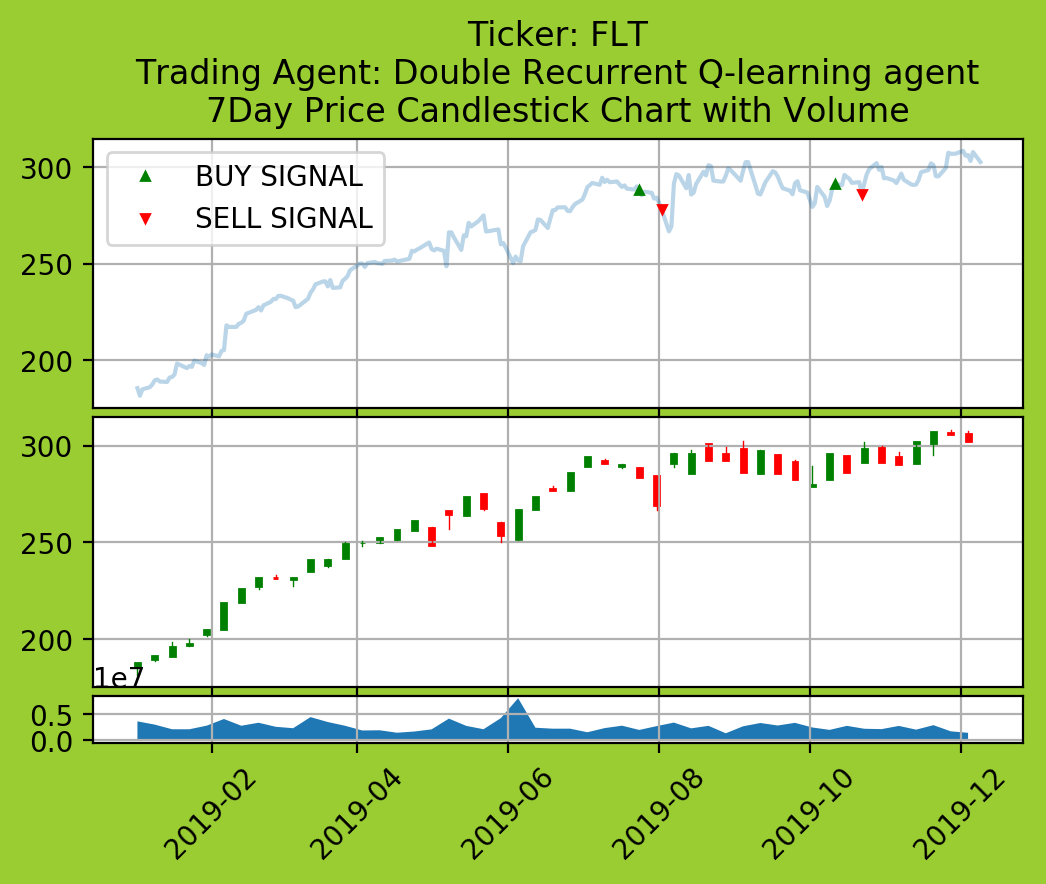 Ticker: FLT
Trading Agent: Double Recurrent Q-learning agent
7Day Price Candlestick Chart with Volume
BUY SIGNAL
SELL SIGNAL
300
250
200
300
250
200
1e7
0.5
0.0
2019-02
2019-04
2019-06
2019-08
2019-10
2019-12